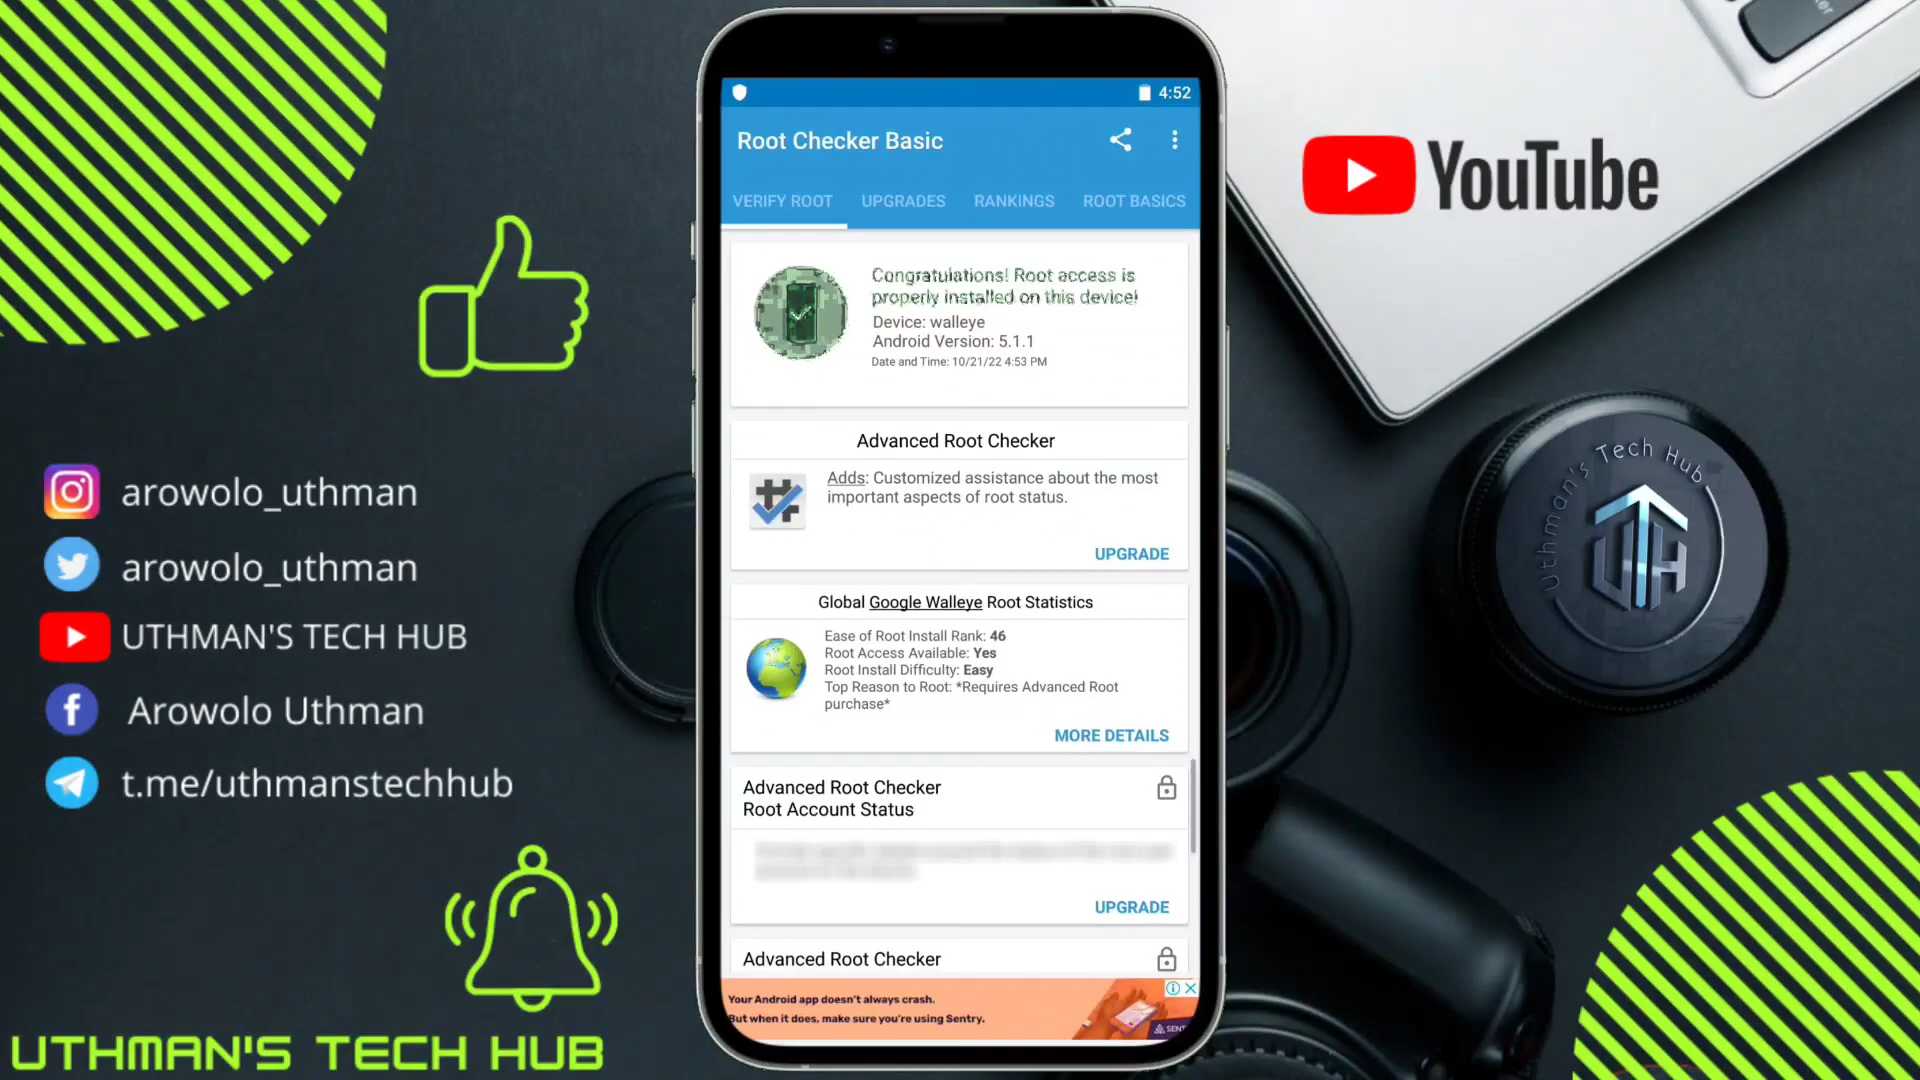 YouTube
arowolo_uthman
arowolo_uthman
UTHMAN'S TECH HUB
Arowolo Uthman
t.me/uthmanstechhub
UTHMAN'S TECH HUB
4:52
Root Checker Basic
VERIFY ROOT
UPGRADES
RANKINGS
ROOT BASICS
Congratulations! Root access is
properly installed on this device!
Device: walleye
Android Version: 5.1.1
Date and Time: 10/21/22 4:53 PM
Advanced Root Checker
Adds: Customized assistance about the most
important aspects of root status.
UPGRADE
Global Google Walleye Root Statistics
Ease of Root Install Rank: 46
Root Access Available: Yes
Root Install Difficulty: Easy
Top Reason to Root: *Requires Advanced Root
purchase*
MORE DETAILS
Advanced Root Checker
Root Account Status
UPGRADE
Advanced Root Checker
Your Android app doesn't always crash.
But when it does, make sure you're using Sentry.
SENT
Uthman's Tech Hub
UTH